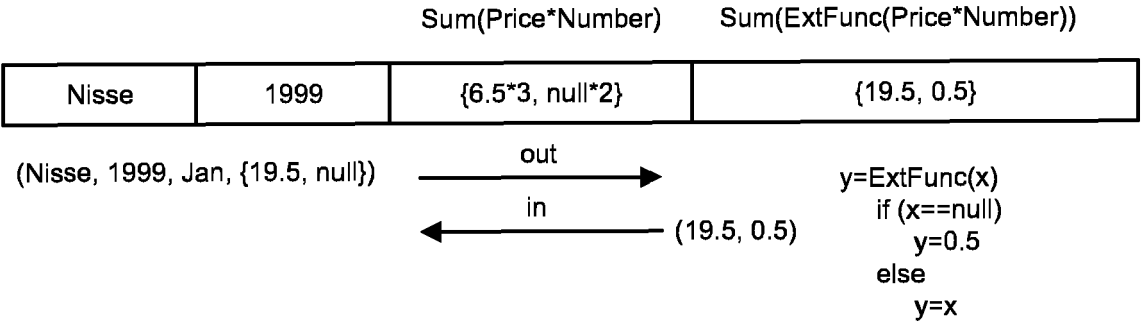 Sum(Price*Number) Sum(ExtFunc(Price*Number))
Nisse 1999 {6.5*3, null*2} {19.5, 0.5}
(Nisse, 1999, Jan, {19.5, null}) out y=ExtFunc(x)
in (19.5, 0.5) if (x==null)
y=0.5
else
y=x